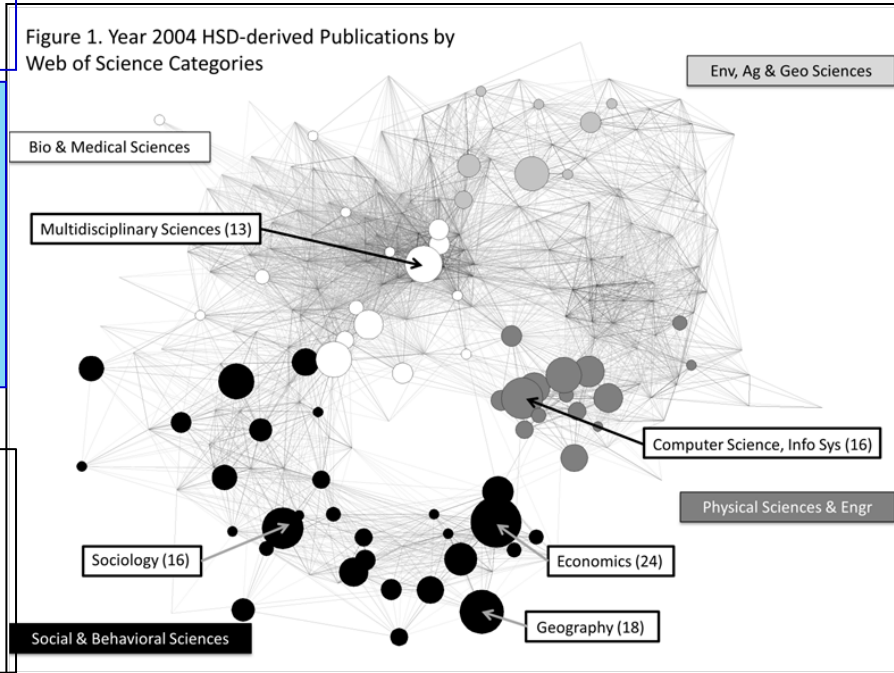 Figure 1. Year 2004 HSD-derived Publications by
Web of Science Categories
Env, Ag & Geo Sciences
Bio & Medical Sciences
Multidisciplinary Sciences (13)
Computer Science, Info Sys (16)
Physical Sciences & Engr
Sociology (16)
Economics (24)
Geography (18)
Social & Behavioral Sciences